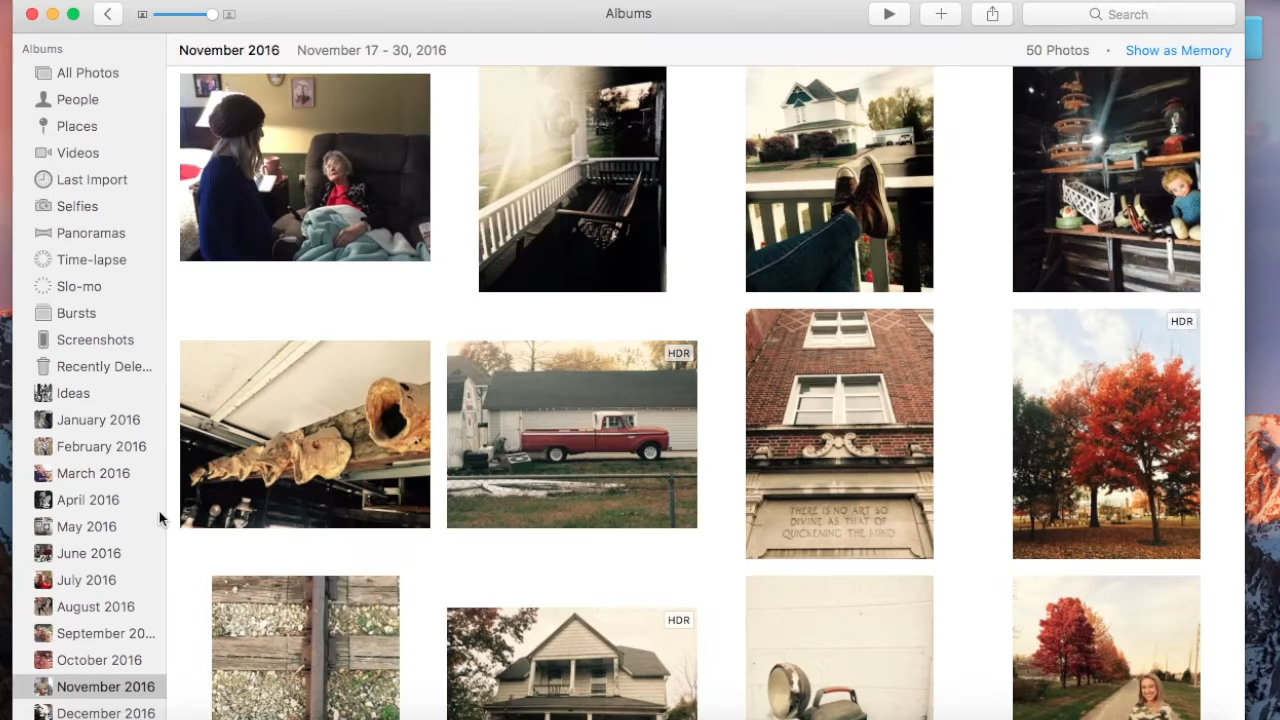 Albums
Search
Albums
November 2016 November 17 - 30, 2016
50 Photos · Show as Memory
All Photos
People
Places
Videos
Last Import
Selfies
Panoramas
Time-lapse
Slo-mo
Bursts
Screenshots
Recently Dele...
Ideas
January 2016
February 2016
March 2016
April 2016
May 2016
June 2016
July 2016
August 2016
September 20...
October 2016
November 2016
December 2016
HDR
HDR
THERE IS NO ART SO
DIVINE AS THAT OF
QUICKENING THE MIND
HDR